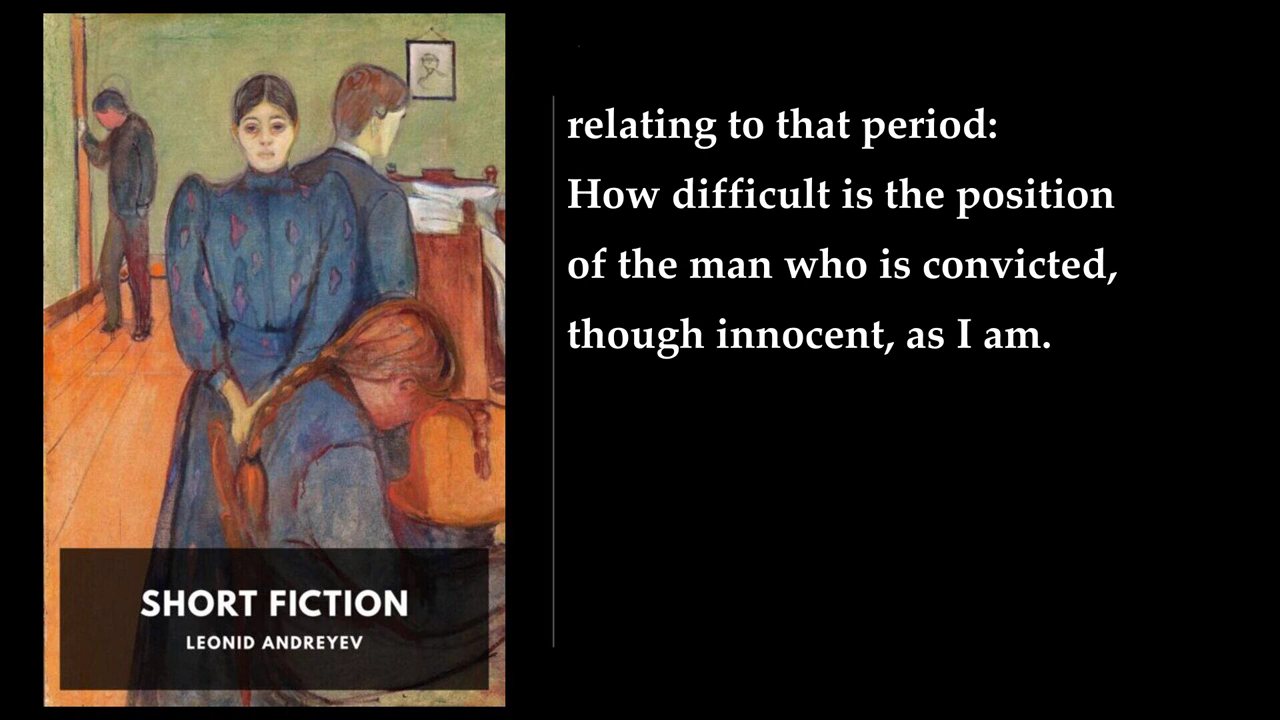 relating to that period:
How difficult is the position
of the man who is convicted,
though innocent, as I am.
SHORT FICTION
LEONID ANDREYEV